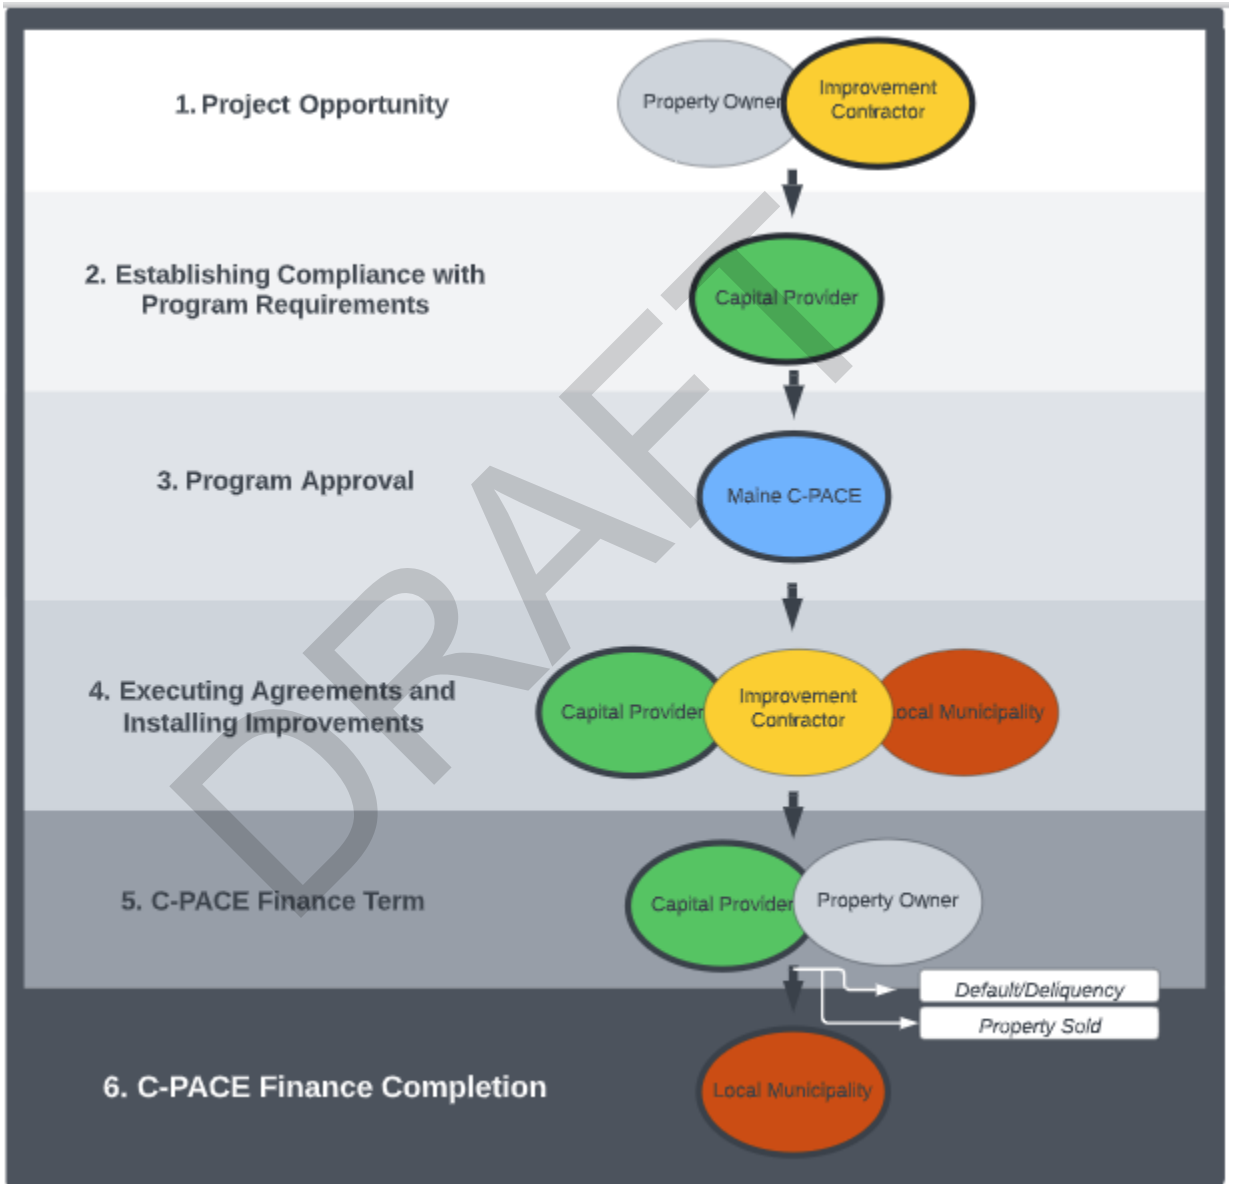 1. Project Opportunity
Property Owner
Improvement
Contractor
2. Establishing Compliance with
Program Requirements
Capital Provider
3. Program Approval
Maine C-PACE
4. Executing Agreements and
Installing Improvements
Capital Provider
Improvement
Contractor
ocal Municipality
5. C-PACE Finance Term
Capital Provider
Property Owner
Default/Deliquency
Property Sold
6. C-PACE Finance Completion
Local Municipality
DRAFT